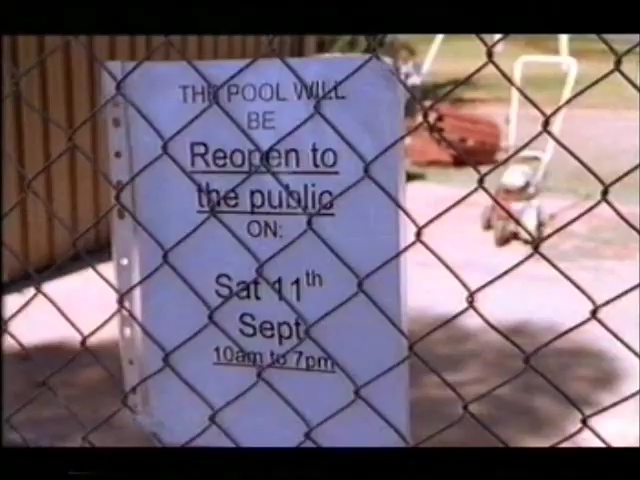 THE POOL WILL
BE
Reopen to
the public
ON:
Sat 11th
Sept
10am to 7pm